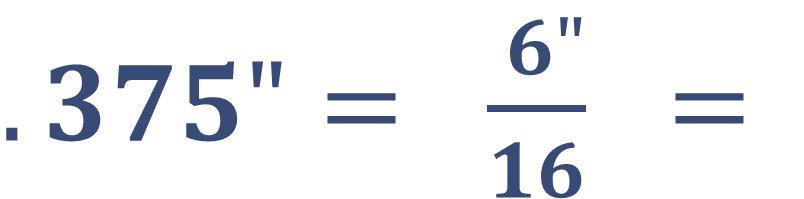 .375" = 6"/16 =